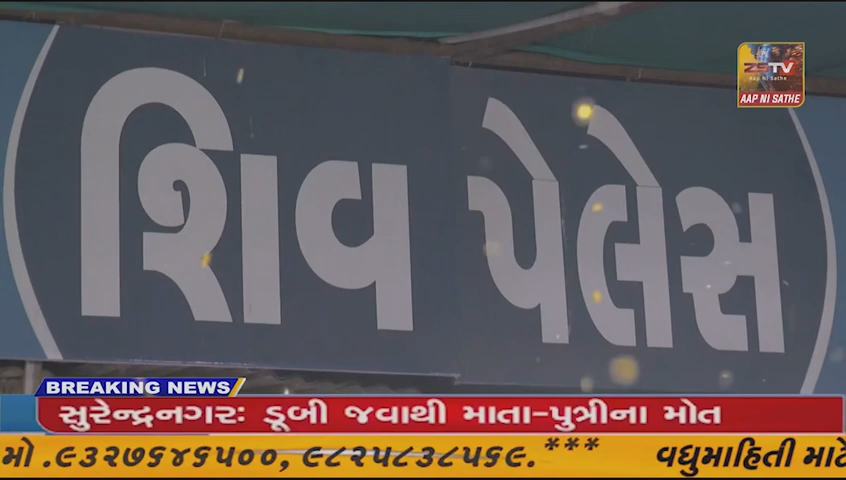 શિવ પેલેસ
ZSTV
Aap Ni Sathe
AAP NI SATHE
BREAKING NEWS
સુરેન્દ્રનગરઃ ડૂબી જવાથી માતા-પુત્રીના મોત
મો .૯૩૨૭૬૪૬૫૦૦, ૯૮૨૫૮૩૮૫૬૯.*** વધુમાહિતી માટે